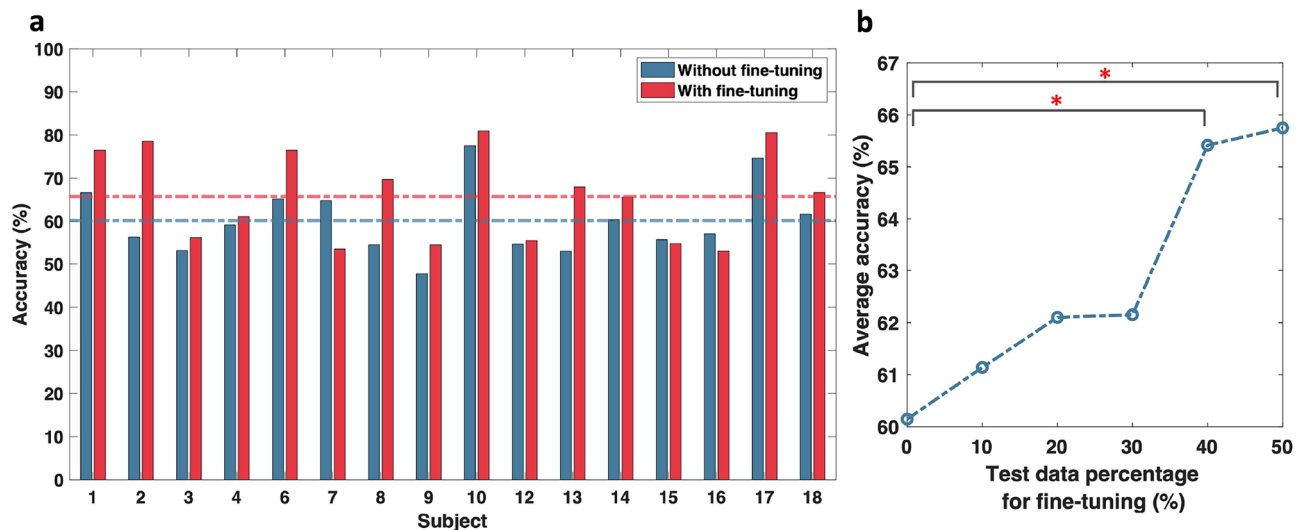 a
100
90
80
70
60
50
40
30
20
10
0
Accuracy (%)
Without fine-tuning
With fine-tuning
1 2 3 4 6 7 8 9 10 12 13 14 15 16 17 18
Subject
b
67
66
65
64
63
62
61
60
Average accuracy (%)
*
*
0 10 20 30 40 50
Test data percentage
for fine-tuning (%)